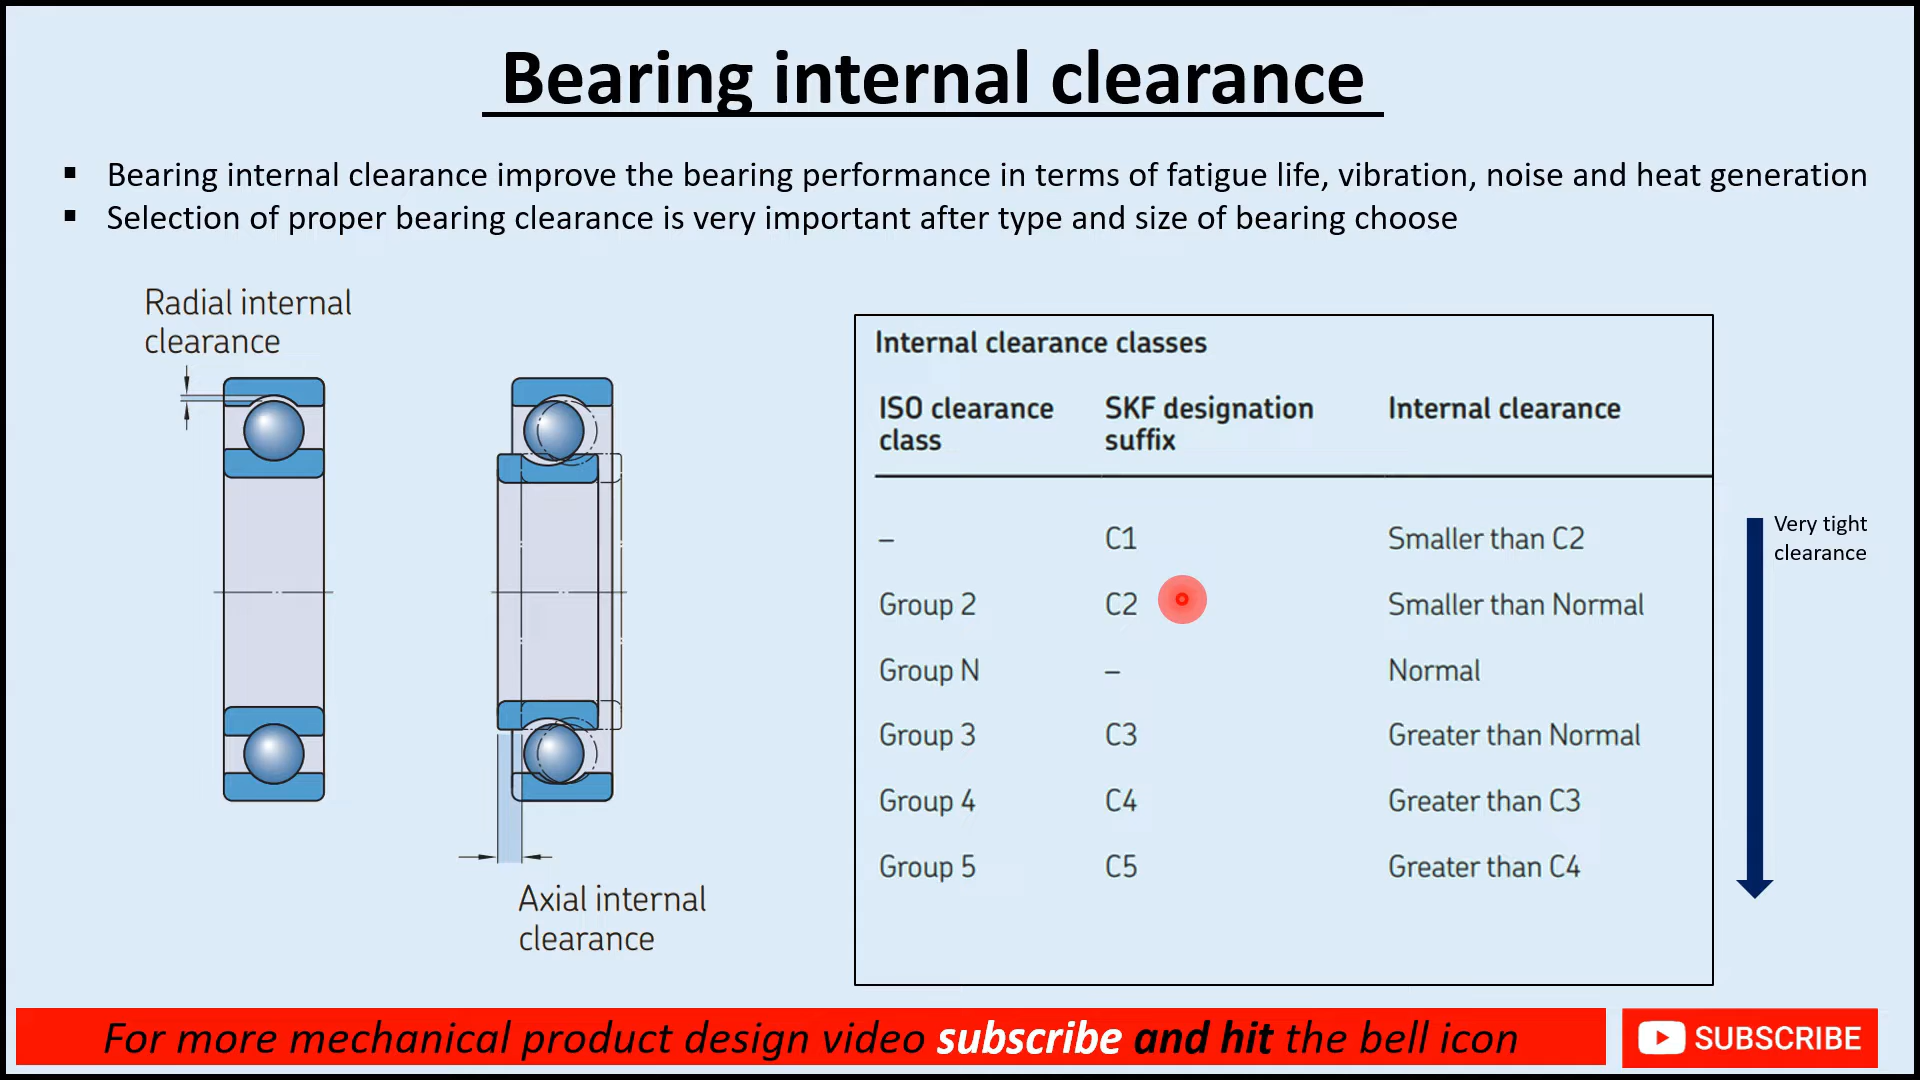 Bearing internal clearance
▪ Bearing internal clearance improve the bearing performance in terms of fatigue life, vibration, noise and heat generation
▪ Selection of proper bearing clearance is very important after type and size of bearing choose
Radial internal
clearance
Axial internal
clearance
Internal clearance classes
ISO clearance class	SKF designation suffix	Internal clearance
–	C1	Smaller than C2
Group 2	C2	Smaller than Normal
Group N	–	Normal
Group 3	C3	Greater than Normal
Group 4	C4	Greater than C3
Group 5	C5	Greater than C4
Very tight
clearance
For more mechanical product design video subscribe and hit the bell icon
SUBSCRIBE